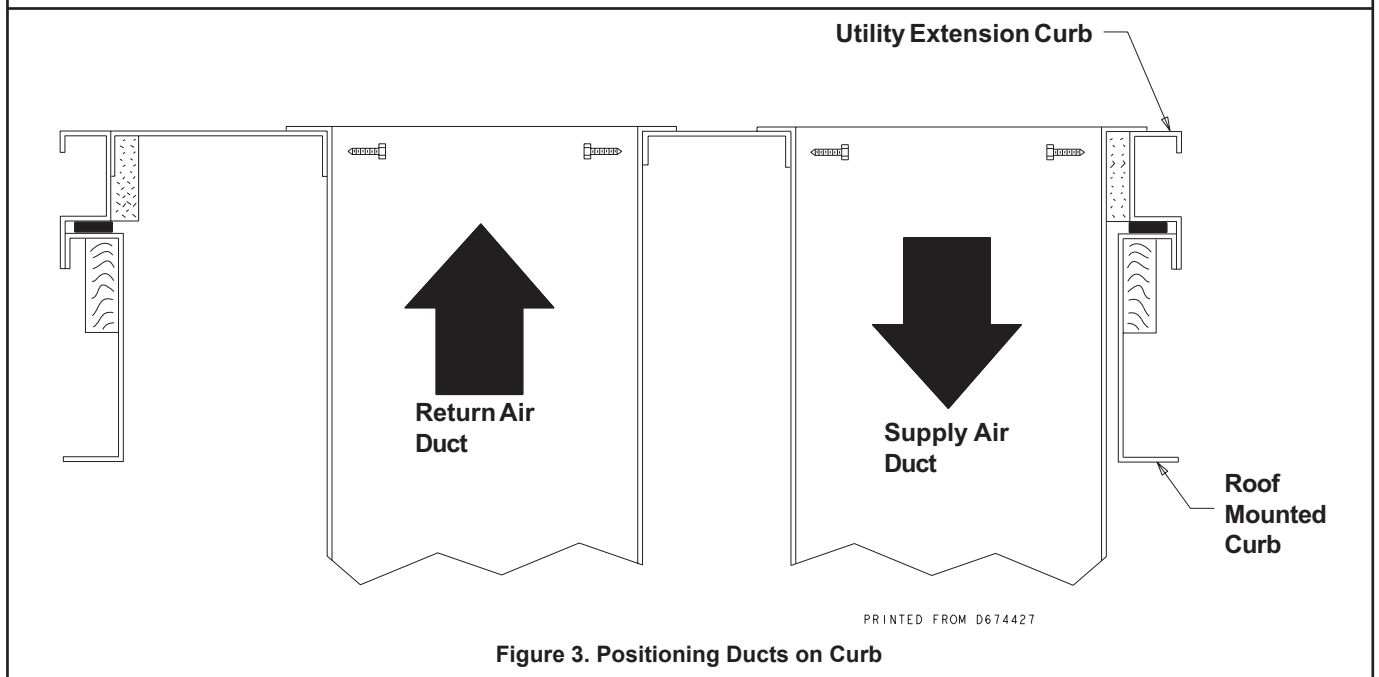 Utility Extension Curb
Return Air
Duct
Supply Air
Duct
Roof
Mounted
Curb
PRINTED FROM D674427
Figure 3. Positioning Ducts on Curb